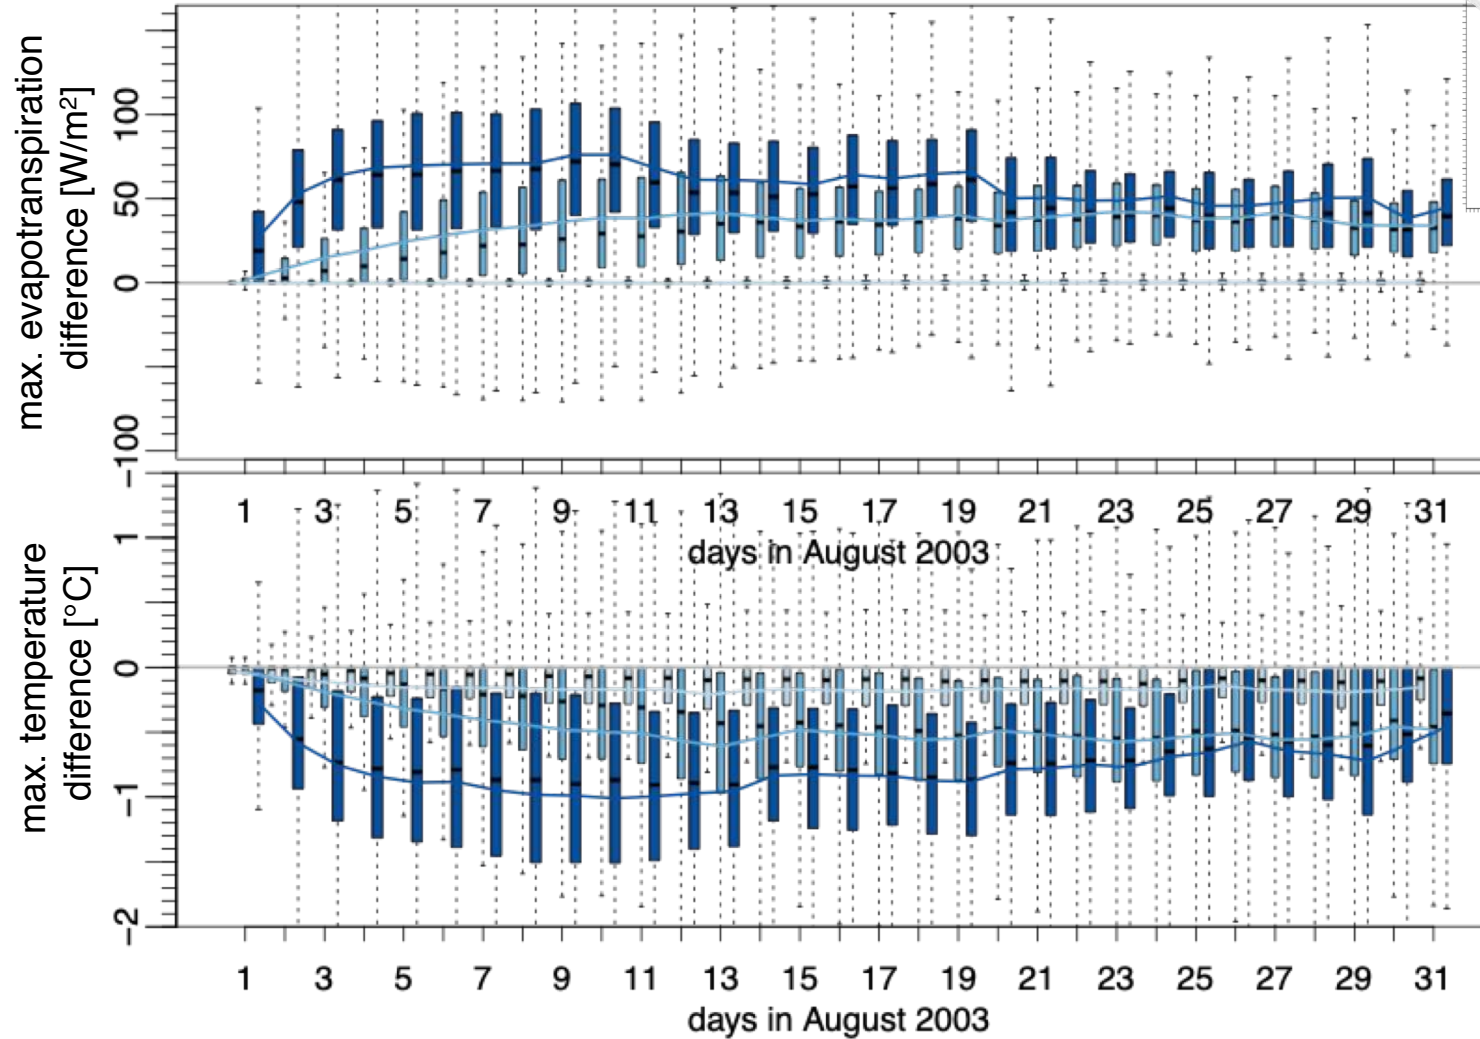 max. evapotranspiration
difference [W/m²]
100
50
0
-100
1 3 5 7 9 11 13 15 17 19 21 23 25 27 29 31
days in August 2003
max. temperature
difference [°C]
1
0
-1
-2
1 3 5 7 9 11 13 15 17 19 21 23 25 27 29 31
days in August 2003